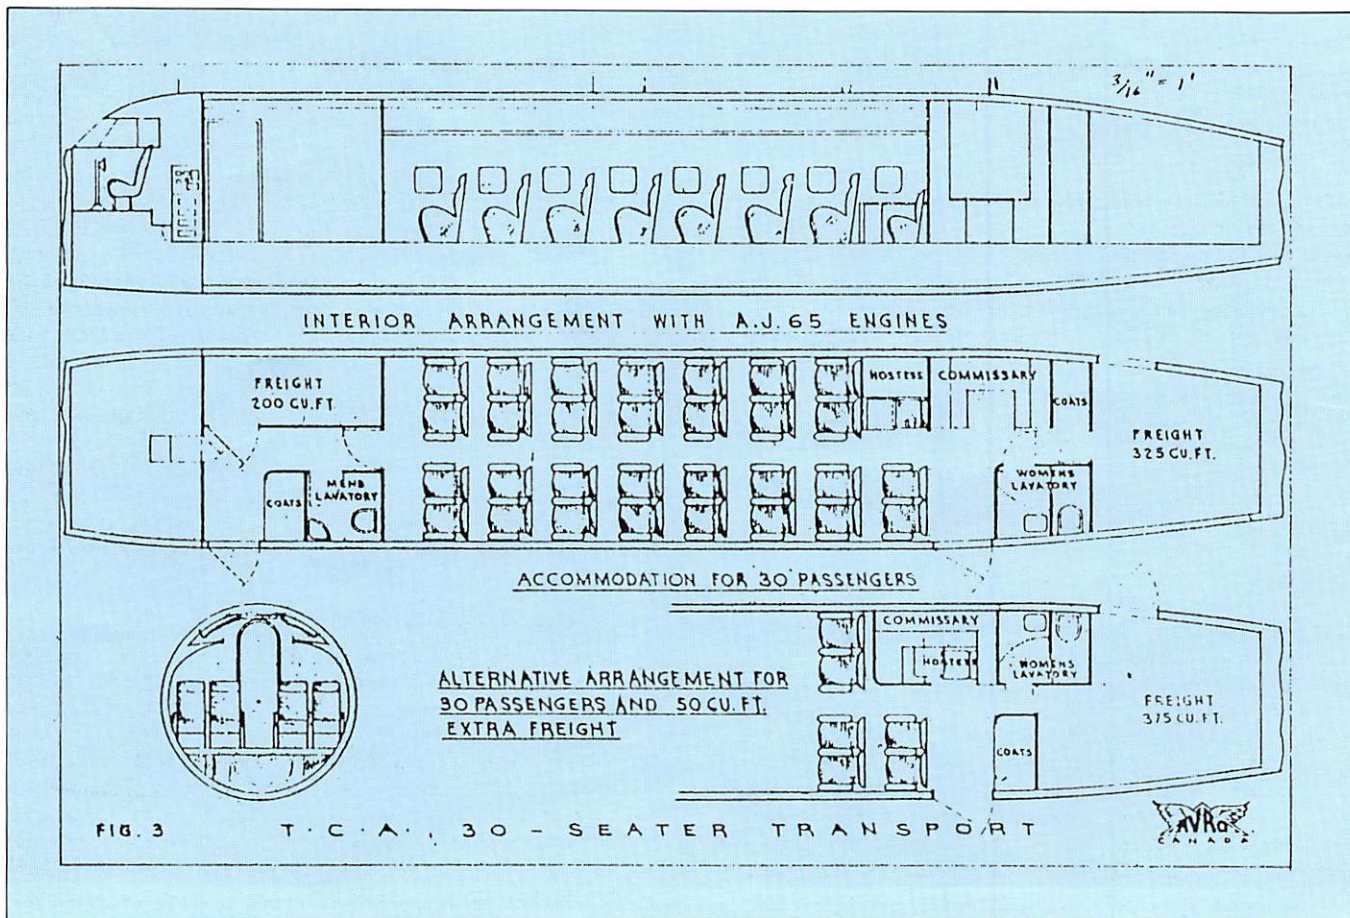 3/16" = 1'
INTERIOR ARRANGEMENT WITH A.J.65 ENGINES
FREIGHT
200 CU.FT.
HOSTESS
COMMISSARY
COATS
FREIGHT
325 CU.FT.
COATS
MENS
LAVATORY
WOMENS
LAVATORY
ACCOMMODATION FOR 30 PASSENGERS
COMMISSARY
HOSTESS
WOMENS
LAVATORY
ALTERNATIVE ARRANGEMENT FOR
30 PASSENGERS AND 50 CU.FT.
EXTRA FREIGHT
FREIGHT
375 CU.FT.
COATS
FIG. 3
T.C.A., 30-SEATER TRANSPORT
AVRO
CANADA